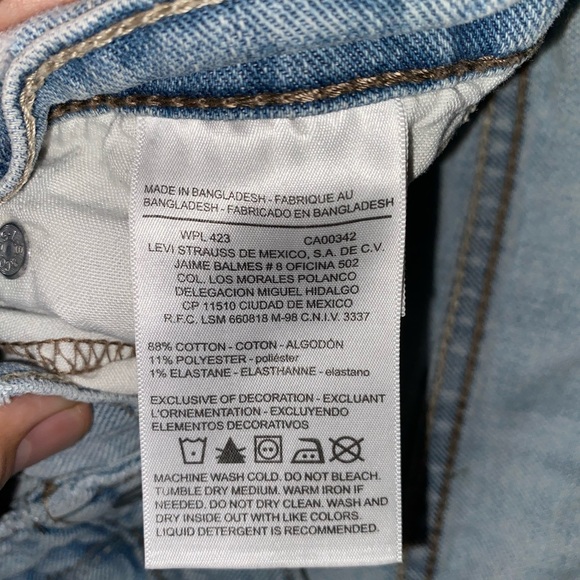 MADE IN BANGLADESH - FABRIQUE AU
BANGLADESH - FABRICADO EN BANGLADESH
WPL 423 CA00342
LEVI STRAUSS DE MEXICO, S.A. DE C.V.
JAIME BALMES # 8 OFICINA 502
COL. LOS MORALES POLANCO
DELEGACION MIGUEL HIDALGO
CP 11510 CIUDAD DE MEXICO
R.F.C. LSM 660818 M-98 C.N.I.V. 3337
88% COTTON - COTON - ALGODÓN
11% POLYESTER - poliéster
1% ELASTANE - ELASTHANNE - elastano
EXCLUSIVE OF DECORATION - EXCLUANT
L'ORNEMENTATION - EXCLUYENDO
ELEMENTOS DECORATIVOS
MACHINE WASH COLD. DO NOT BLEACH.
TUMBLE DRY MEDIUM. WARM IRON IF
NEEDED. DO NOT DRY CLEAN. WASH AND
DRY INSIDE OUT WITH LIKE COLORS.
LIQUID DETERGENT IS RECOMMENDED.